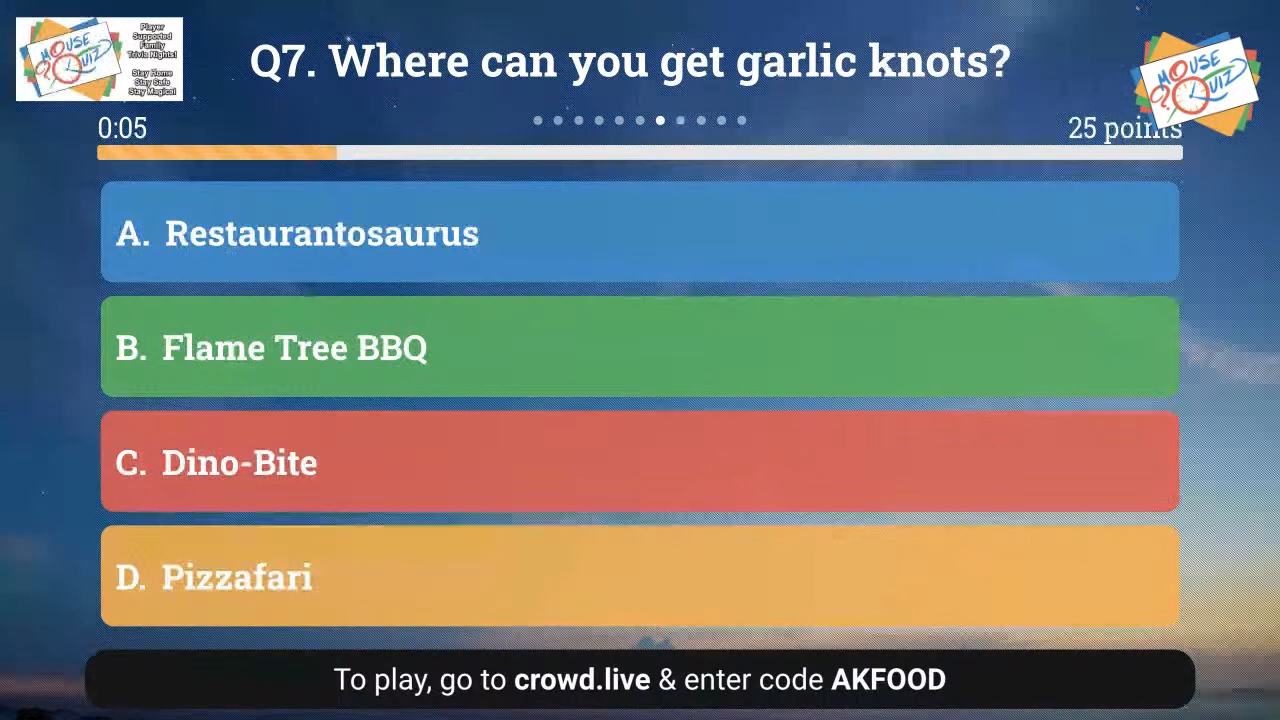 MOUSE
QUIZ
Player
Supported
Family
Trivia Nights!
Stay Home
Stay Safe
Stay Magical
Q7. Where can you get garlic knots?
MOUSE
QUIZ
0:05
25 points
A. Restaurantosaurus
B. Flame Tree BBQ
C. Dino-Bite
D. Pizzafari
To play, go to crowd.live & enter code AKFOOD